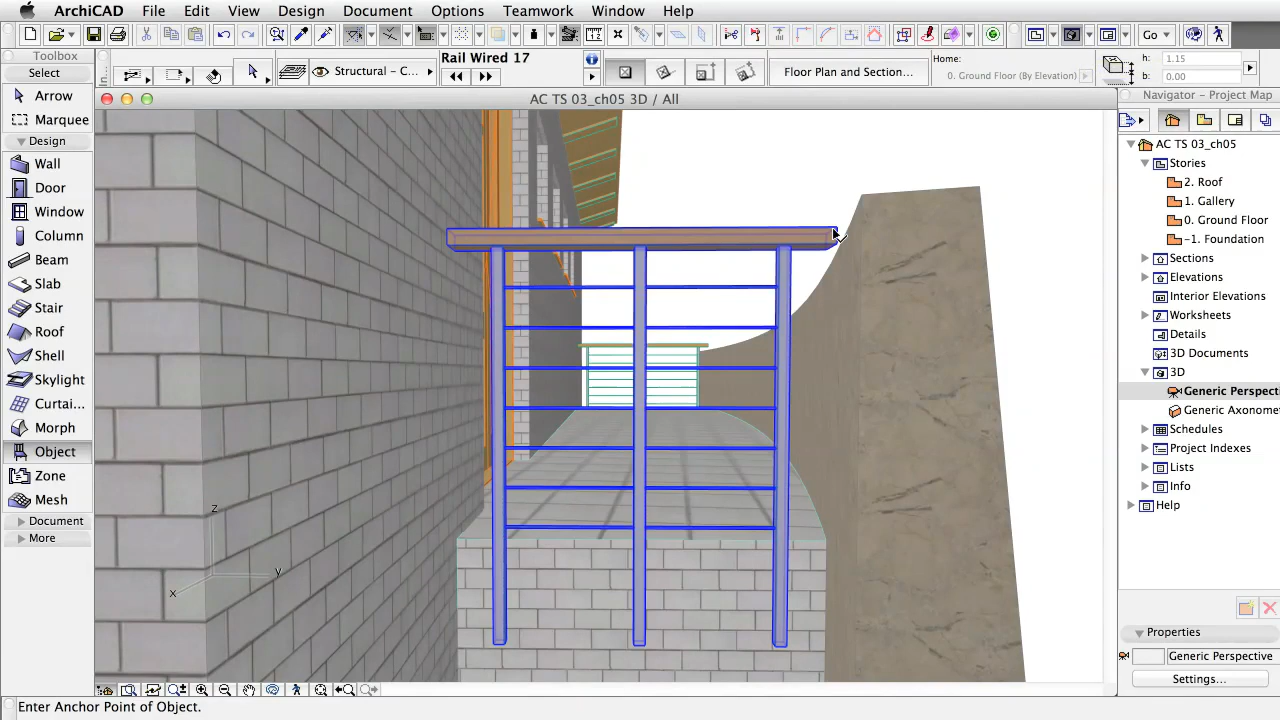 ArchiCAD File Edit View Design Document Options Teamwork Window Help
Go
Toolbox
Select
Arrow
Marquee
Design
Wall
Door
Window
Column
Beam
Slab
Stair
Roof
Shell
Skylight
Curtai...
Morph
Object
Zone
Mesh
Document
More
Structural - C...
Rail Wired 17
Floor Plan and Section...
Home:
0. Ground Floor (By Elevation)
h: 1.15
b: 0.00
AC TS 03_ch05 3D / All
z
y
x
Navigator - Project Map
AC TS 03_ch05
Stories
2. Roof
1. Gallery
0. Ground Floor
-1. Foundation
Sections
Elevations
Interior Elevations
Worksheets
Details
3D Documents
3D
Generic Perspecti
Generic Axonome
Schedules
Project Indexes
Lists
Info
Help
Properties
Generic Perspective
Settings...
Enter Anchor Point of Object.